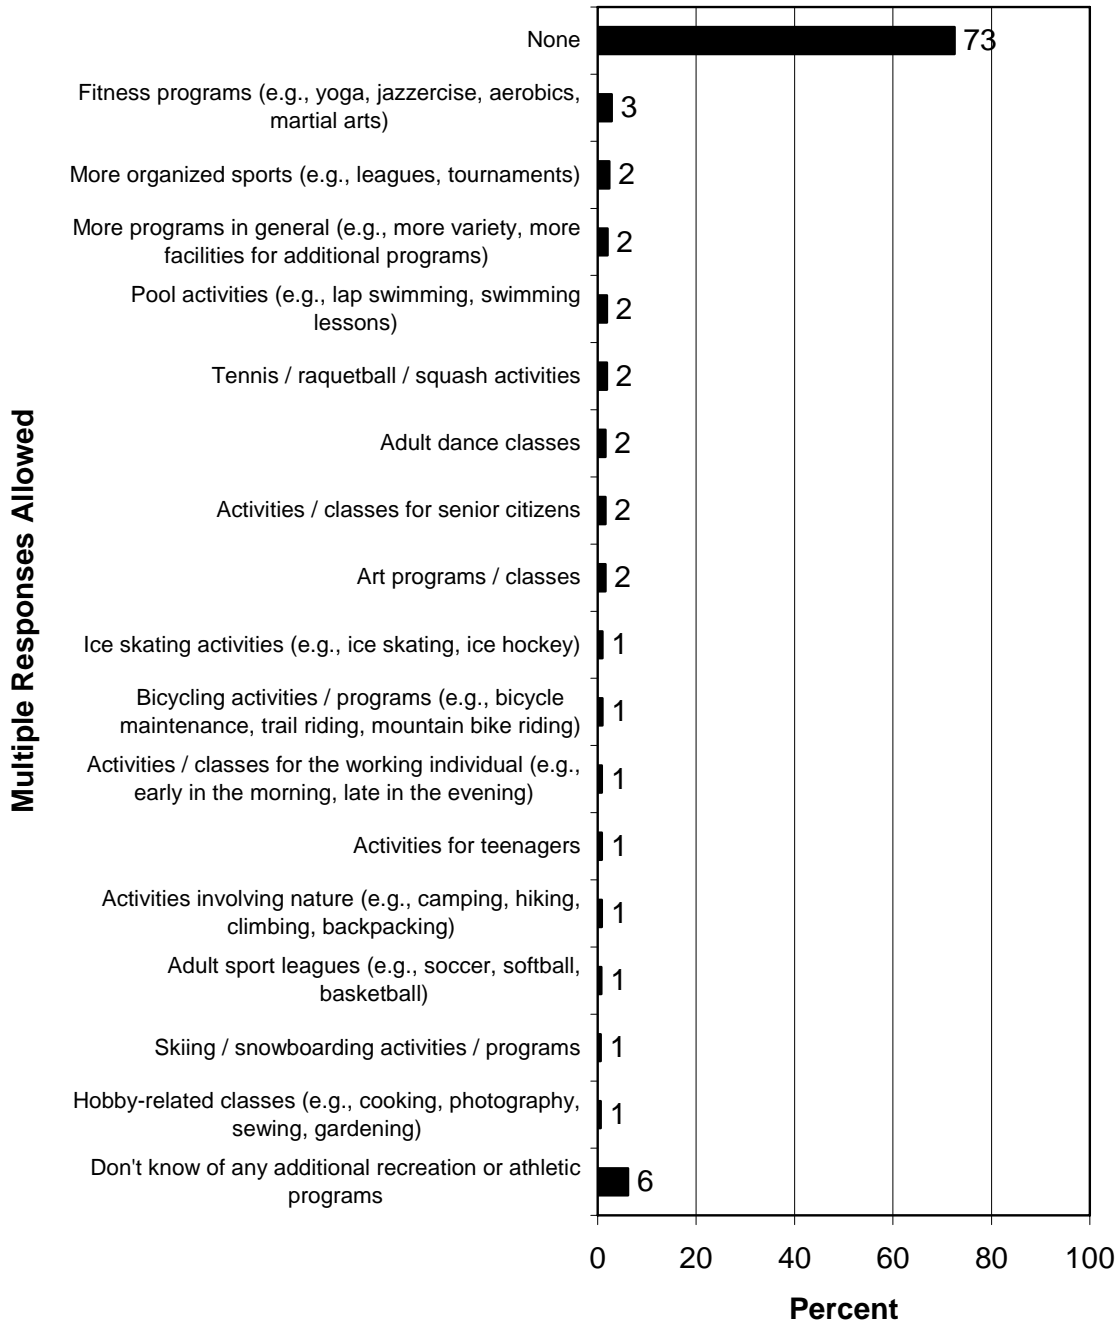 None
73
Fitness programs (e.g., yoga, jazzercise, aerobics,
martial arts)
3
More organized sports (e.g., leagues, tournaments)
2
More programs in general (e.g., more variety, more
facilities for additional programs)
2
Pool activities (e.g., lap swimming, swimming
lessons)
2
Tennis / raquetball / squash activities
2
Adult dance classes
2
Activities / classes for senior citizens
2
Art programs / classes
2
Ice skating activities (e.g., ice skating, ice hockey)
1
Bicycling activities / programs (e.g., bicycle
maintenance, trail riding, mountain bike riding)
1
Activities / classes for the working individual (e.g.,
early in the morning, late in the evening)
1
Activities for teenagers
1
Activities involving nature (e.g., camping, hiking,
climbing, backpacking)
1
Adult sport leagues (e.g., soccer, softball,
basketball)
1
Skiing / snowboarding activities / programs
1
Hobby-related classes (e.g., cooking, photography,
sewing, gardening)
1
Don't know of any additional recreation or athletic
programs
6
Multiple Responses Allowed
0 20 40 60 80 100
Percent